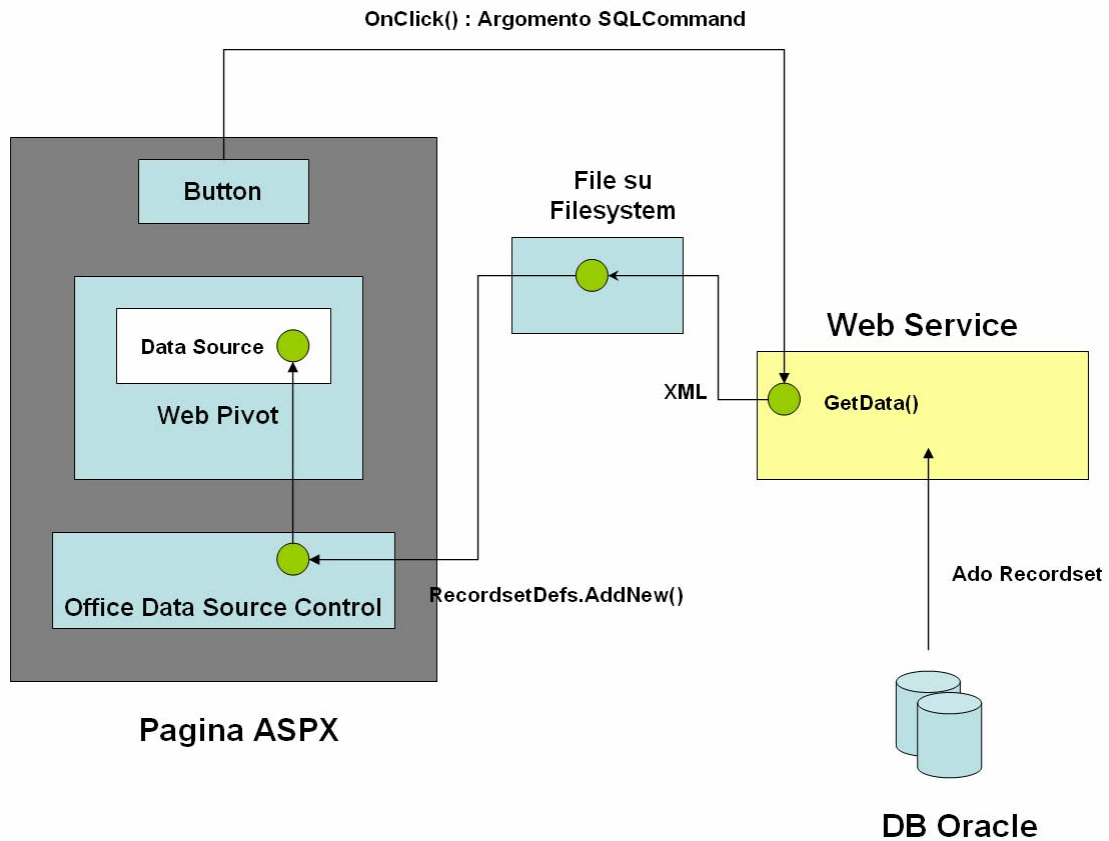 OnClick() : Argomento SQLCommand
Button
File su
Filesystem
Data Source
Web Pivot
Web Service
XML
GetData()
Ado Recordset
RecordsetDefs.AddNew()
Office Data Source Control
Pagina ASPX
DB Oracle